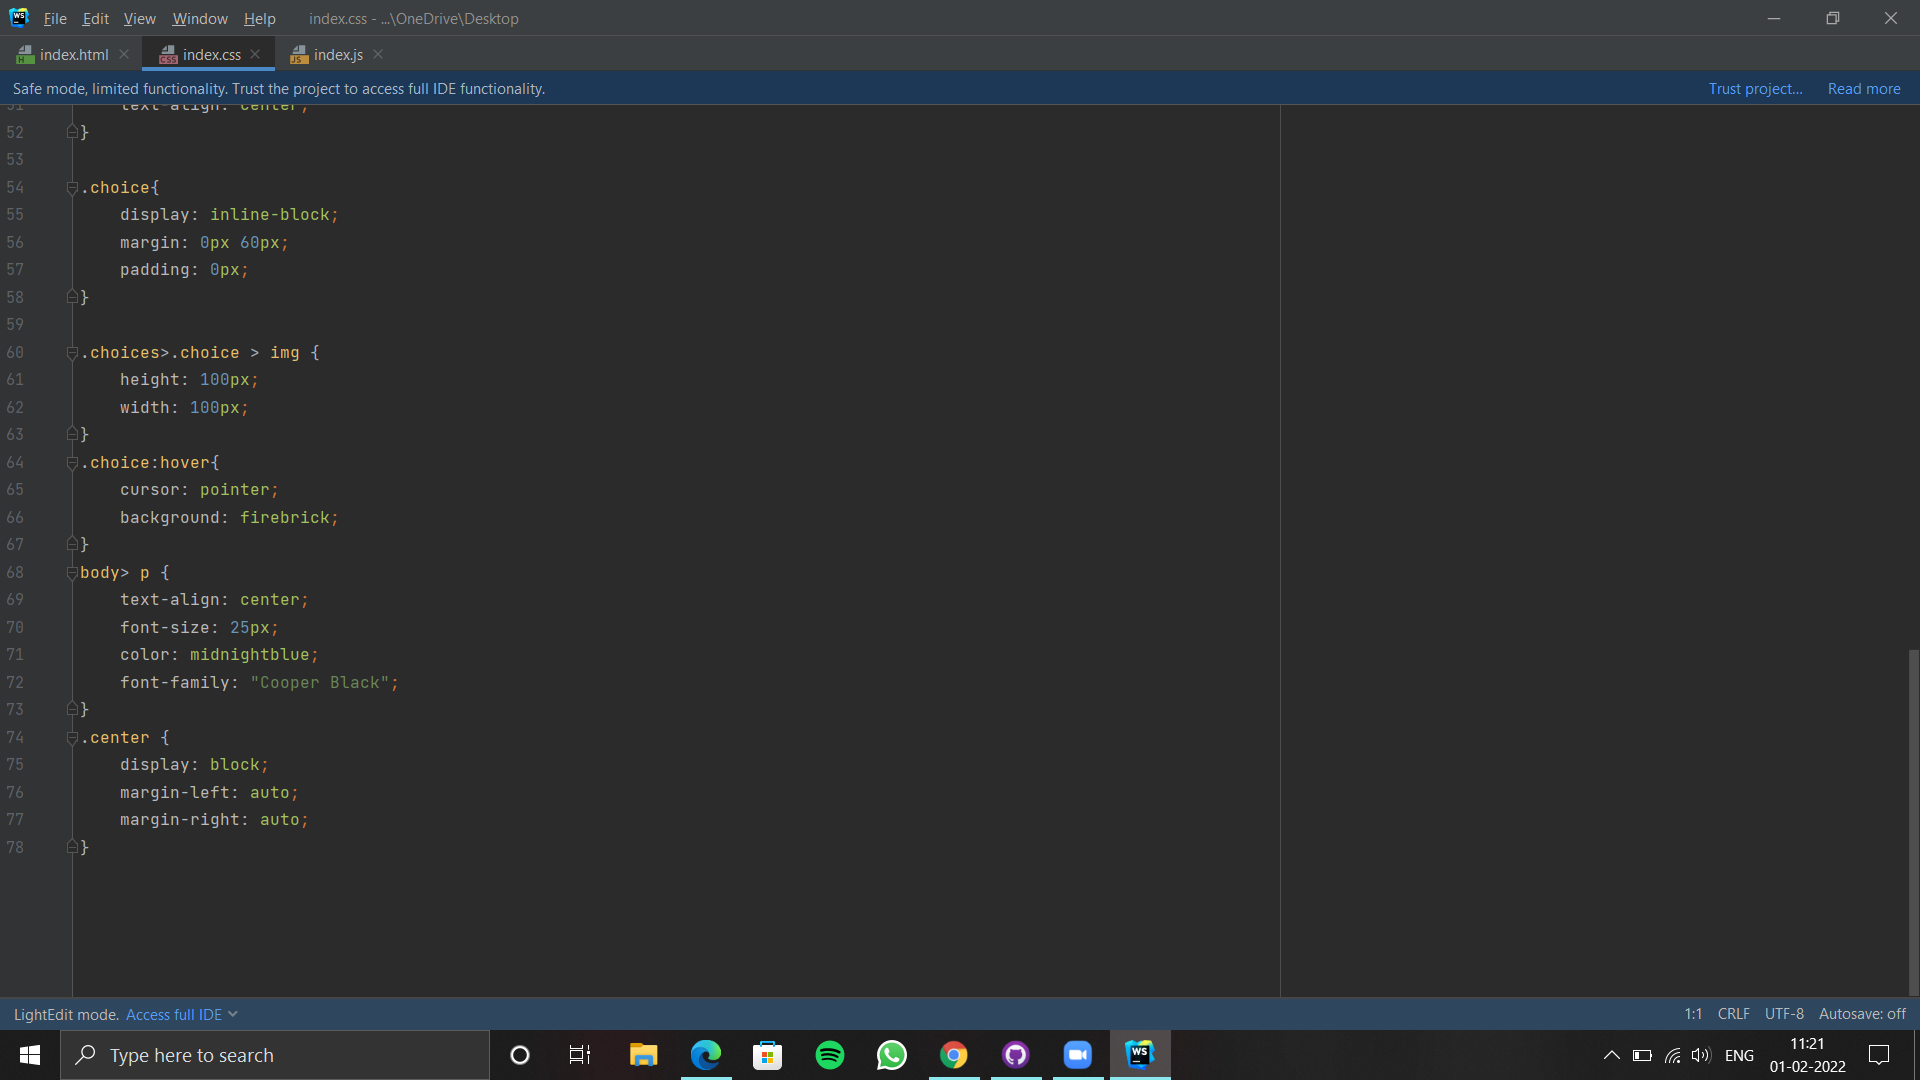 WS File Edit View Window Help index.css - ...\OneDrive\Desktop
index.html index.css index.js
Safe mode, limited functionality. Trust the project to access full IDE functionality. Trust project... Read more
51 text-align: center;
52 }
53
54 .choice{
55 display: inline-block;
56 margin: 0px 60px;
57 padding: 0px;
58 }
59
60 .choices>.choice > img {
61 height: 100px;
62 width: 100px;
63 }
64 .choice:hover{
65 cursor: pointer;
66 background: firebrick;
67 }
68 body> p {
69 text-align: center;
70 font-size: 25px;
71 color: midnightblue;
72 font-family: "Cooper Black";
73 }
74 .center {
75 display: block;
76 margin-left: auto;
77 margin-right: auto;
78 }
LightEdit mode. Access full IDE 1:1 CRLF UTF-8 Autosave: off
Type here to search WS ENG 11:21
01-02-2022